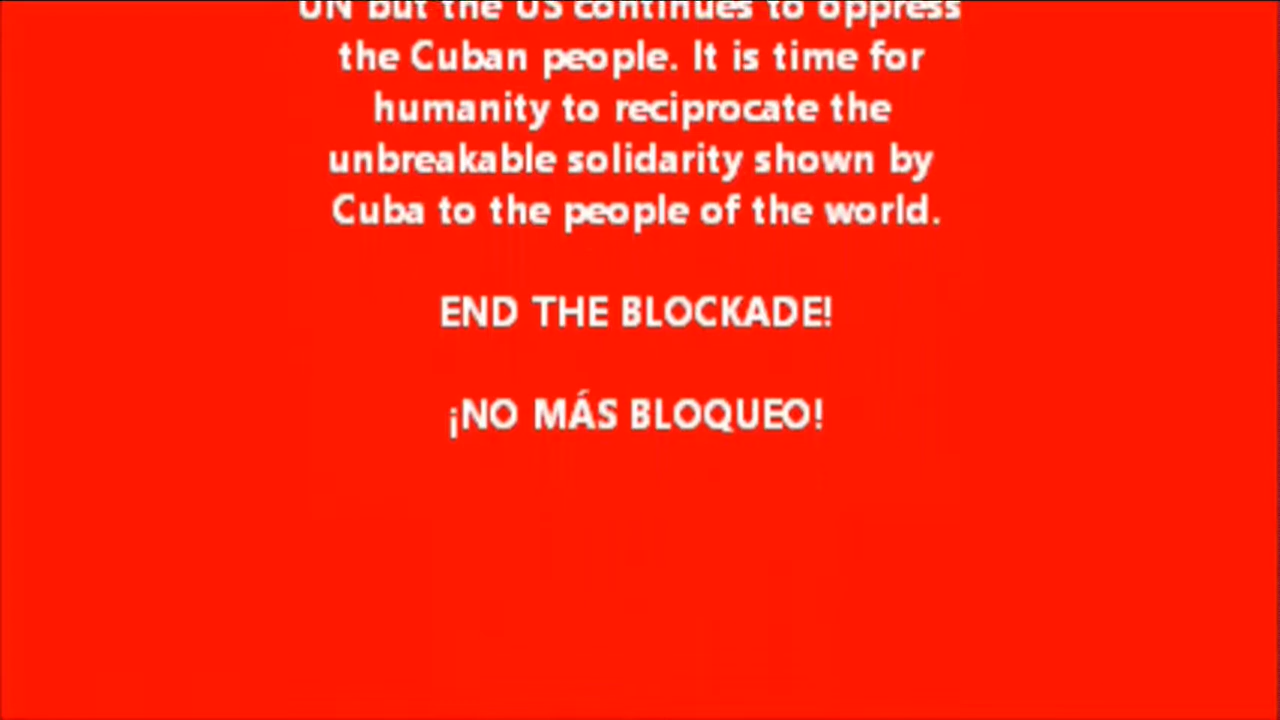 UN but the US continues to oppress
the Cuban people. It is time for
humanity to reciprocate the
unbreakable solidarity shown by
Cuba to the people of the world.
END THE BLOCKADE!
¡NO MÁS BLOQUEO!